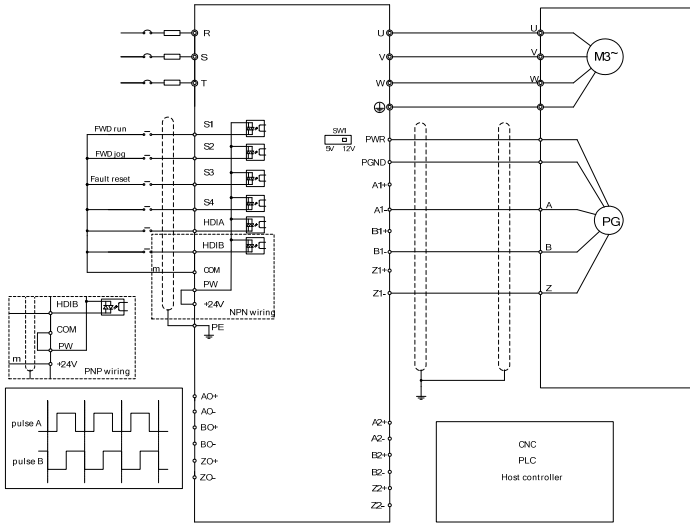 R
S
T
U
V
W
U
V
W
M3~
S1
S2
S3
S4
HDIA
HDIB
COM
PW
+24V
PE
FWD run
FWD jog
Fault reset
m
NPN wiring
SW1
5V 12V
PWR
PGND
A1+
A1-
B1+
B1-
Z1+
Z1-
A
B
Z
PG
HDIB
COM
PW
+24V
m
PNP wiring
pulse A
pulse B
AO+
AO-
BO+
BO-
ZO+
ZO-
A2+
A2-
B2+
B2-
Z2+
Z2-
CNC
PLC
Host controller